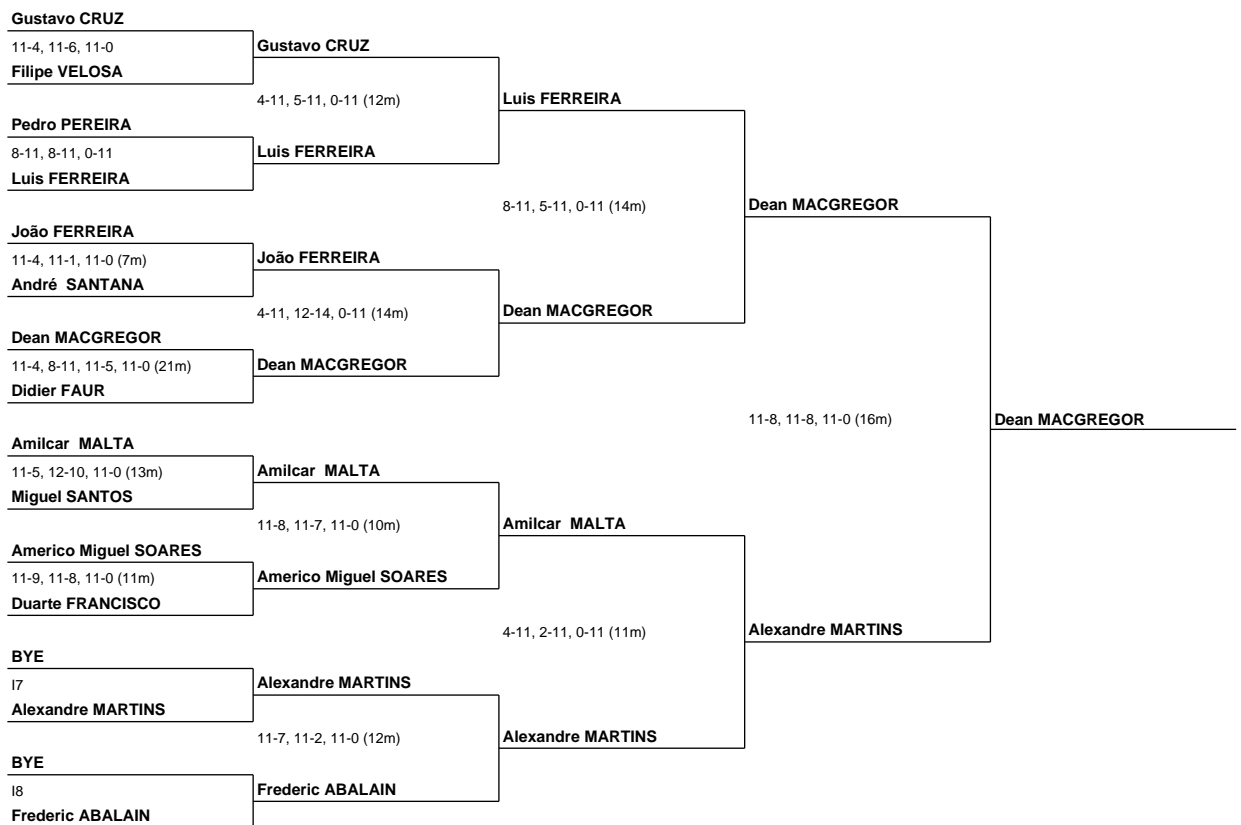 Gustavo CRUZ
11-4, 11-6, 11-0
Filipe VELOSA
Pedro PEREIRA
8-11, 8-11, 0-11
Luis FERREIRA
João FERREIRA
11-4, 11-1, 11-0 (7m)
André  SANTANA
Dean MACGREGOR
11-4, 8-11, 11-5, 11-0 (21m)
Didier FAUR
Amilcar  MALTA
11-5, 12-10, 11-0 (13m)
Miguel SANTOS
Americo Miguel SOARES
11-9, 11-8, 11-0 (11m)
Duarte FRANCISCO
BYE
I7
Alexandre MARTINS
BYE
I8
Frederic ABALAIN
Gustavo CRUZ
4-11, 5-11, 0-11 (12m)
Luis FERREIRA
João FERREIRA
4-11, 12-14, 0-11 (14m)
Dean MACGREGOR
Amilcar  MALTA
11-8, 11-7, 11-0 (10m)
Americo Miguel SOARES
Alexandre MARTINS
11-7, 11-2, 11-0 (12m)
Frederic ABALAIN
Luis FERREIRA
8-11, 5-11, 0-11 (14m)
Dean MACGREGOR
Amilcar  MALTA
4-11, 2-11, 0-11 (11m)
Alexandre MARTINS
Dean MACGREGOR
11-8, 11-8, 11-0 (16m)
Alexandre MARTINS
Dean MACGREGOR